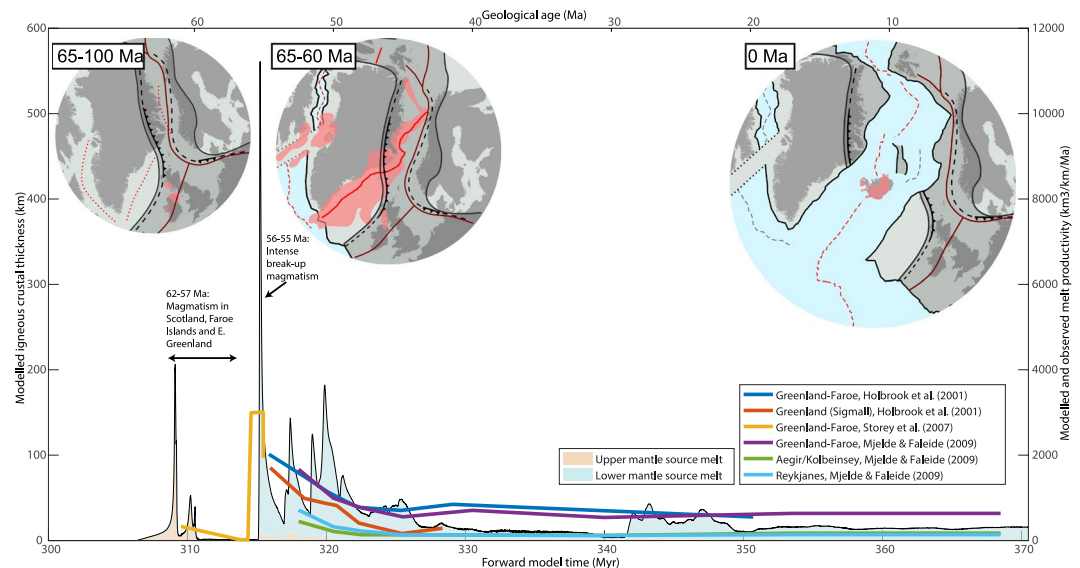 Geological age (Ma)
60
50
40
30
20
10
600
500
400
300
200
100
0
Modelled igneous crustal thickness (km)
12000
10000
8000
6000
4000
2000
0
Modelled and observed melt productivity (km3/km/Ma)
65-100 Ma
65-60 Ma
0 Ma
56-55 Ma:
Intense
break-up
magmatism
62-57 Ma:
Magmatism in
Scotland, Faroe
Islands and E.
Greenland
Upper mantle source melt
Lower mantle source melt
Greenland-Faroe, Holbrook et al. (2001)
Greenland (Sigmall), Holbrook et al. (2001)
Greenland-Faroe, Storey et al. (2007)
Greenland-Faroe, Mjelde & Faleide (2009)
Aegir/Kolbeinsey, Mjelde & Faleide (2009)
Reykjanes, Mjelde & Faleide (2009)
300
310
320
330
340
350
360
370
Forward model time (Myr)